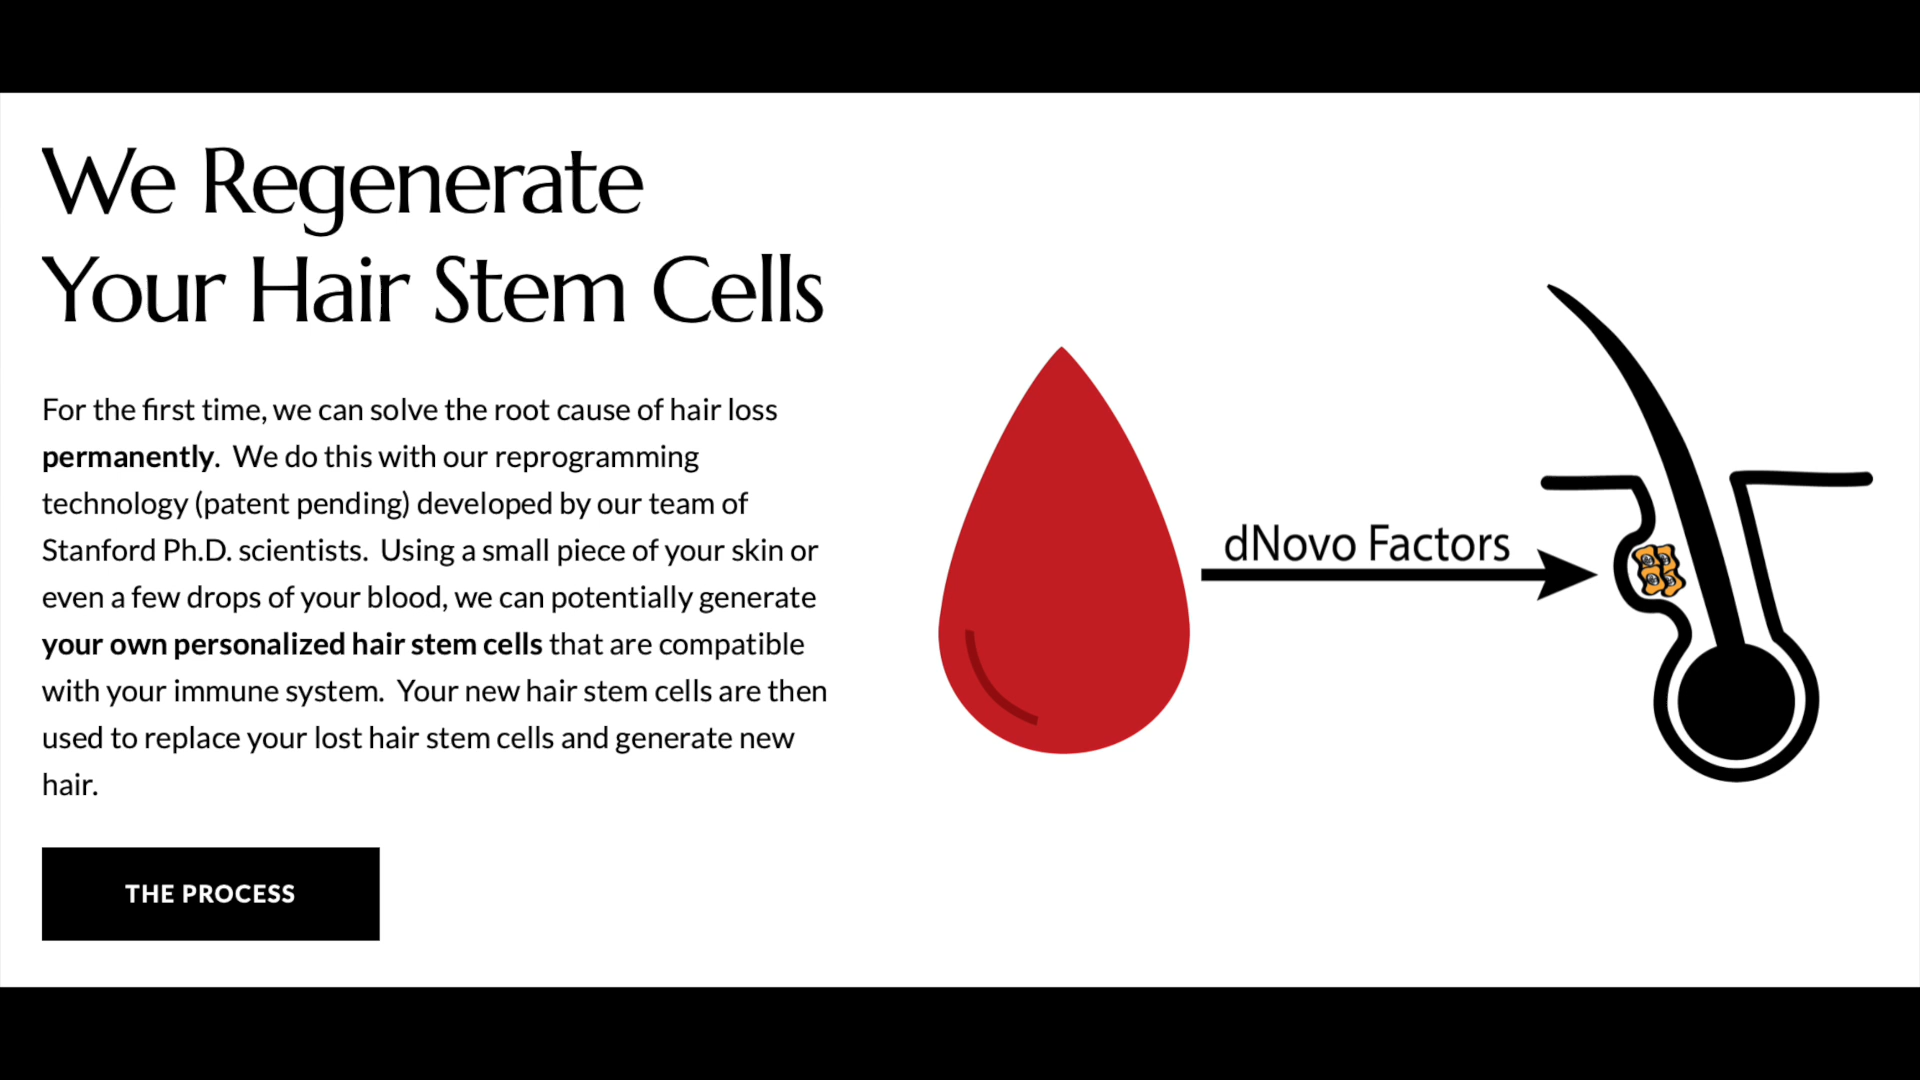 We Regenerate
Your Hair Stem Cells
For the first time, we can solve the root cause of hair loss
permanently.  We do this with our reprogramming
technology (patent pending) developed by our team of
Stanford Ph.D. scientists.  Using a small piece of your skin or
even a few drops of your blood, we can potentially generate
your own personalized hair stem cells that are compatible
with your immune system.  Your new hair stem cells are then
used to replace your lost hair stem cells and generate new
hair.
THE PROCESS
dNovo Factors